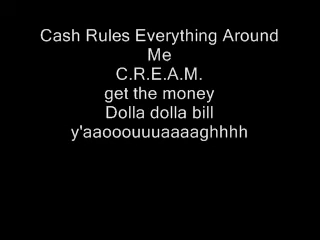 Cash Rules Everything Around
Me
C.R.E.A.M.
get the money
Dolla dolla bill
y'aaooouuuaaaaghhhh